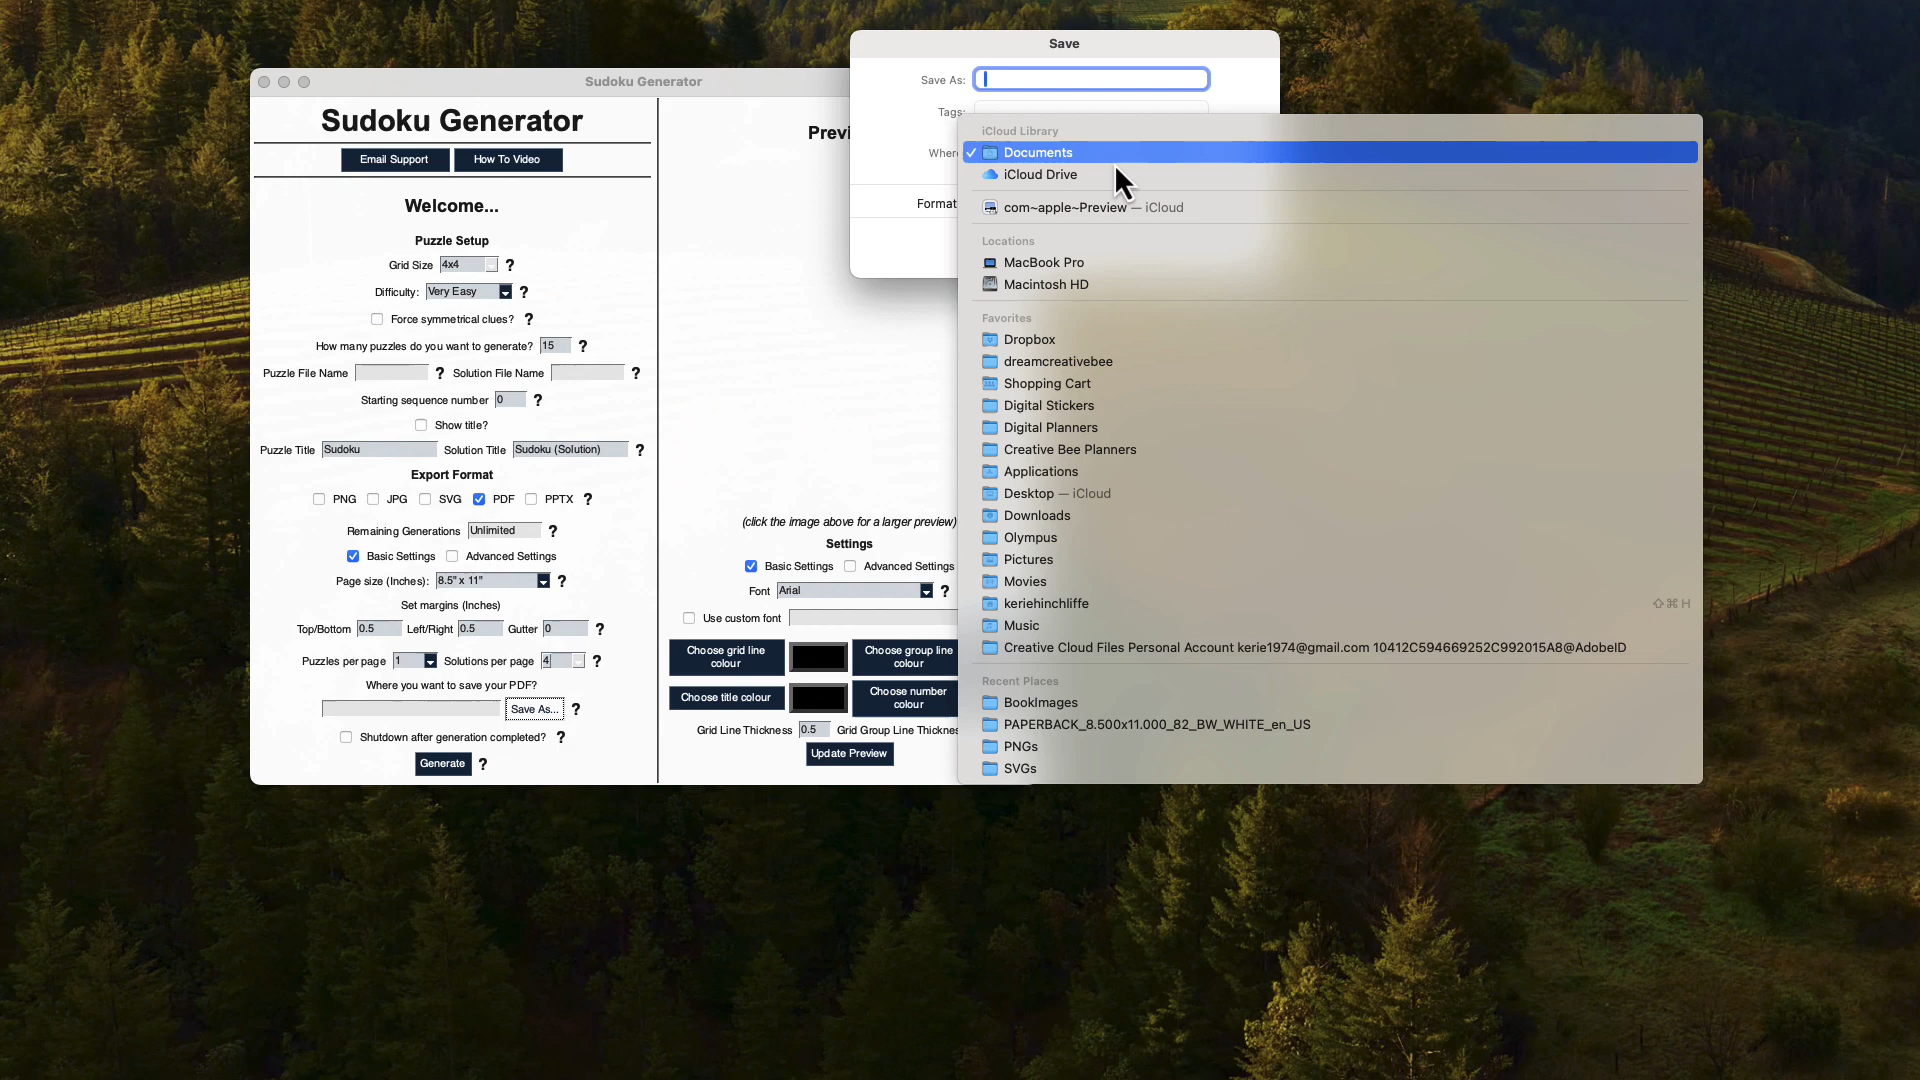 Save
Save As:
Tags:
Where
Format
Sudoku Generator
Sudoku Generator
Email Support
How To Video
Welcome...
Puzzle Setup
Grid Size 4x4 ?
Difficulty: Very Easy ?
Force symmetrical clues? ?
How many puzzles do you want to generate? 15 ?
Puzzle File Name ? Solution File Name ?
Starting sequence number 0 ?
Show title?
Puzzle Title Sudoku Solution Title Sudoku (Solution) ?
Export Format
PNG JPG SVG PDF PPTX ?
Remaining Generations Unlimited ?
Basic Settings Advanced Settings
Page size (Inches): 8.5" x 11" ?
Set margins (Inches)
Top/Bottom 0.5 Left/Right 0.5 Gutter 0 ?
Puzzles per page 1 Solutions per page 4 ?
Where you want to save your PDF?
Save As... ?
Shutdown after generation completed? ?
Generate ?
Previ
(click the image above for a larger preview)
Settings
Basic Settings Advanced Settings
Font Arial ?
Use custom font
Choose grid line colour
Choose group line colour
Choose title colour
Choose number colour
Grid Line Thickness 0.5 Grid Group Line Thicknes
Update Preview
iCloud Library
✓ Documents
iCloud Drive
com~apple~Preview — iCloud
Locations
MacBook Pro
Macintosh HD
Favorites
Dropbox
dreamcreativebee
Shopping Cart
Digital Stickers
Digital Planners
Creative Bee Planners
Applications
Desktop — iCloud
Downloads
Olympus
Pictures
Movies
keriehinchliffe ⇧⌘H
Music
Creative Cloud Files Personal Account kerie1974@gmail.com 10412C594669252C992015A8@AdobeID
Recent Places
BookImages
PAPERBACK_8.500x11.000_82_BW_WHITE_en_US
PNGs
SVGs